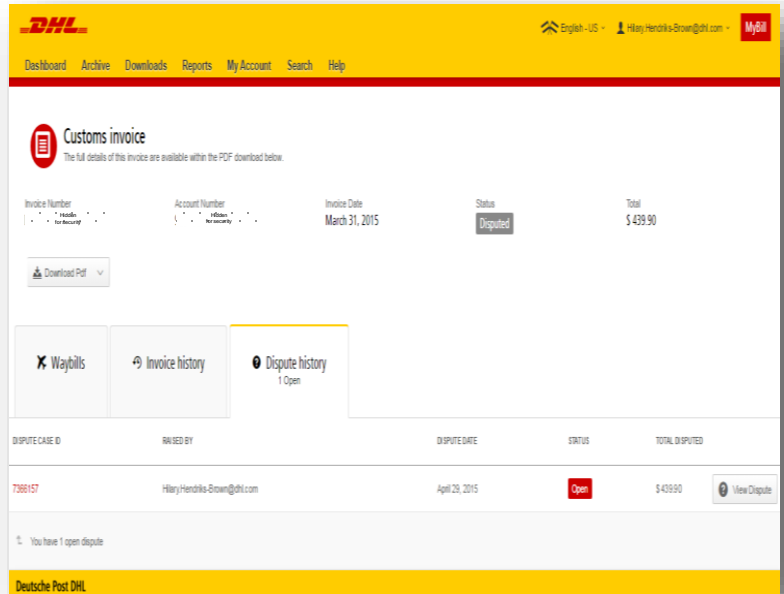 DHL
English - US
Hilary.Hendriks-Brown@dhl.com
MyBill
Dashboard Archive Downloads Reports My Account Search Help
Customs invoice
The full details of this invoice are available within the PDF download below.
Invoice Number Account Number Invoice Date Status Total
Hidden for Security Hidden for security March 31, 2015 Disputed $ 439.90
Download Pdf
Waybills Invoice history Dispute history
1 Open
DISPUTE CASE ID RAISED BY DISPUTE DATE STATUS TOTAL DISPUTED
7366157 Hilary.Hendriks-Brown@dhl.com April 29, 2015 Open $ 439.90 View Dispute
You have 1 open dispute
Deutsche Post DHL